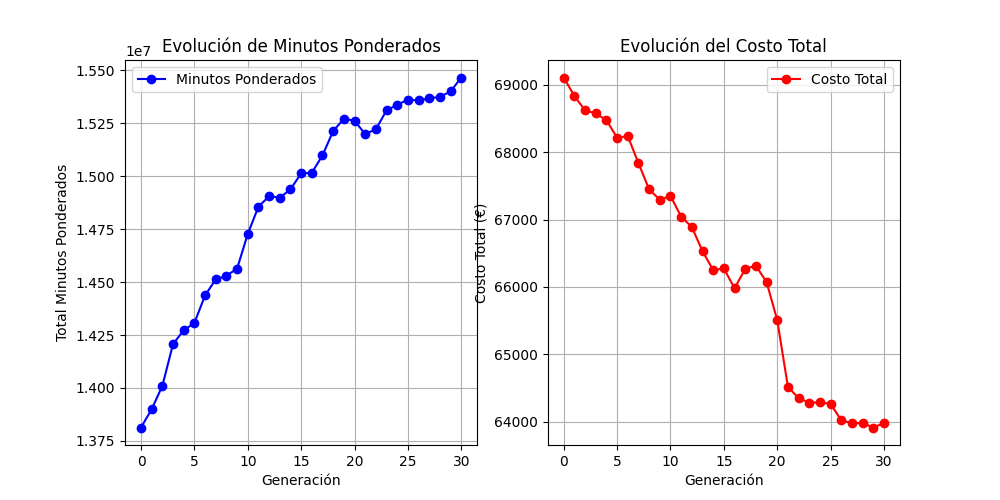 Evolución de Minutos Ponderados
1e7
Minutos Ponderados
1.550
1.525
1.500
1.475
1.450
1.425
1.400
1.375
Total Minutos Ponderados
0 5 10 15 20 25 30
Generación
Evolución del Costo Total
Costo Total
69000
68000
67000
66000
65000
64000
Costo Total (€)
0 5 10 15 20 25 30
Generación